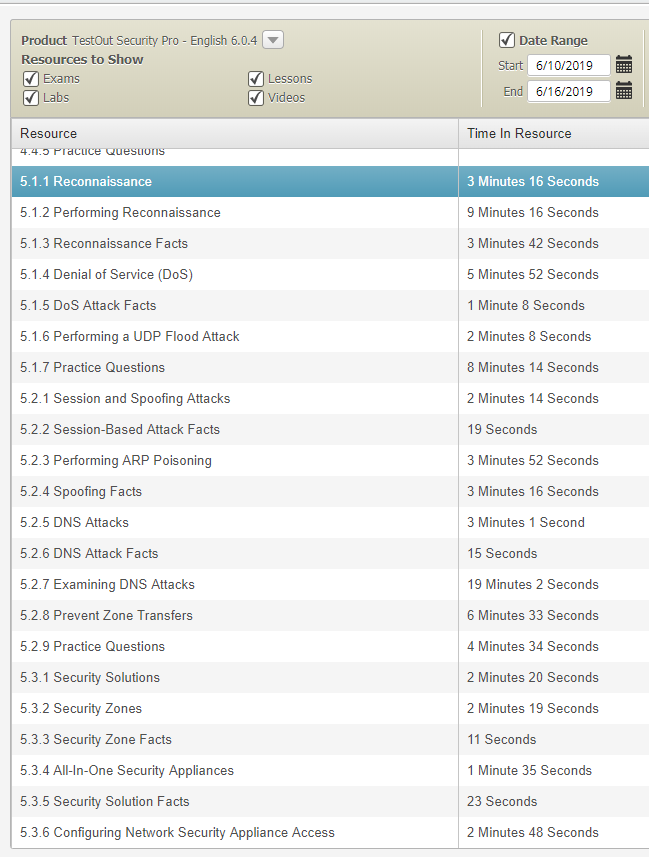 Product TestOut Security Pro - English 6.0.4
Resources to Show
Exams Lessons
Labs Videos
Date Range
Start 6/10/2019
End 6/16/2019
Resource Time In Resource
4.4.5 Practice Questions
5.1.1 Reconnaissance 3 Minutes 16 Seconds
5.1.2 Performing Reconnaissance 9 Minutes 16 Seconds
5.1.3 Reconnaissance Facts 3 Minutes 42 Seconds
5.1.4 Denial of Service (DoS) 5 Minutes 52 Seconds
5.1.5 DoS Attack Facts 1 Minute 8 Seconds
5.1.6 Performing a UDP Flood Attack 2 Minutes 8 Seconds
5.1.7 Practice Questions 8 Minutes 14 Seconds
5.2.1 Session and Spoofing Attacks 2 Minutes 14 Seconds
5.2.2 Session-Based Attack Facts 19 Seconds
5.2.3 Performing ARP Poisoning 3 Minutes 52 Seconds
5.2.4 Spoofing Facts 3 Minutes 16 Seconds
5.2.5 DNS Attacks 3 Minutes 1 Second
5.2.6 DNS Attack Facts 15 Seconds
5.2.7 Examining DNS Attacks 19 Minutes 2 Seconds
5.2.8 Prevent Zone Transfers 6 Minutes 33 Seconds
5.2.9 Practice Questions 4 Minutes 34 Seconds
5.3.1 Security Solutions 2 Minutes 20 Seconds
5.3.2 Security Zones 2 Minutes 19 Seconds
5.3.3 Security Zone Facts 11 Seconds
5.3.4 All-In-One Security Appliances 1 Minute 35 Seconds
5.3.5 Security Solution Facts 23 Seconds
5.3.6 Configuring Network Security Appliance Access 2 Minutes 48 Seconds